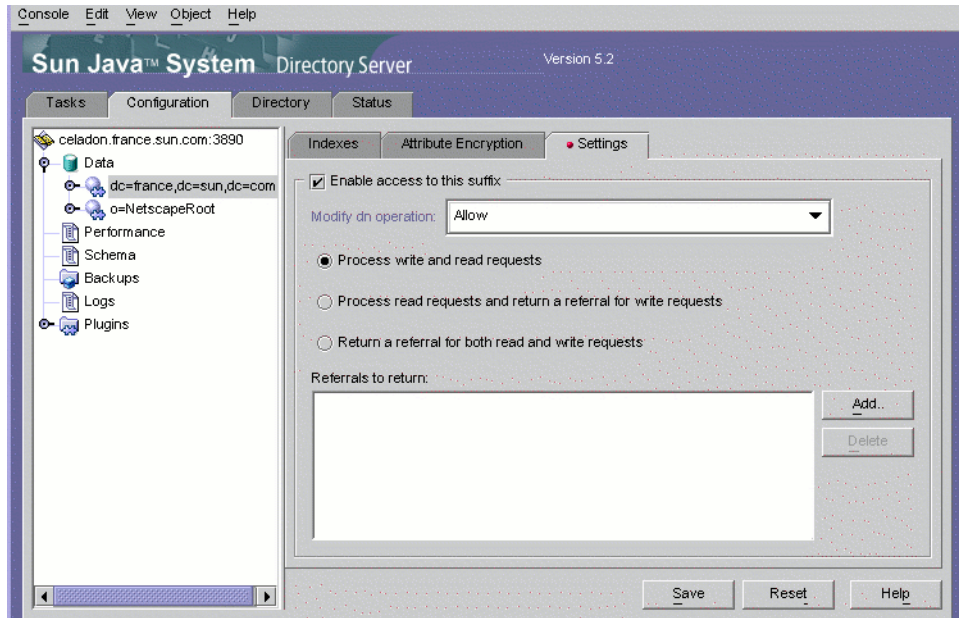 Console Edit View Object Help
Sun Java™ System Directory Server Version 5.2
Tasks Configuration Directory Status
celadon.france.sun.com:3890
Data
dc=france,dc=sun,dc=com
o=NetscapeRoot
Performance
Schema
Backups
Logs
Plugins
Indexes Attribute Encryption Settings
Enable access to this suffix
Modify dn operation: Allow
Process write and read requests
Process read requests and return a referral for write requests
Return a referral for both read and write requests
Referrals to return:
Add..
Delete
Save Reset Help